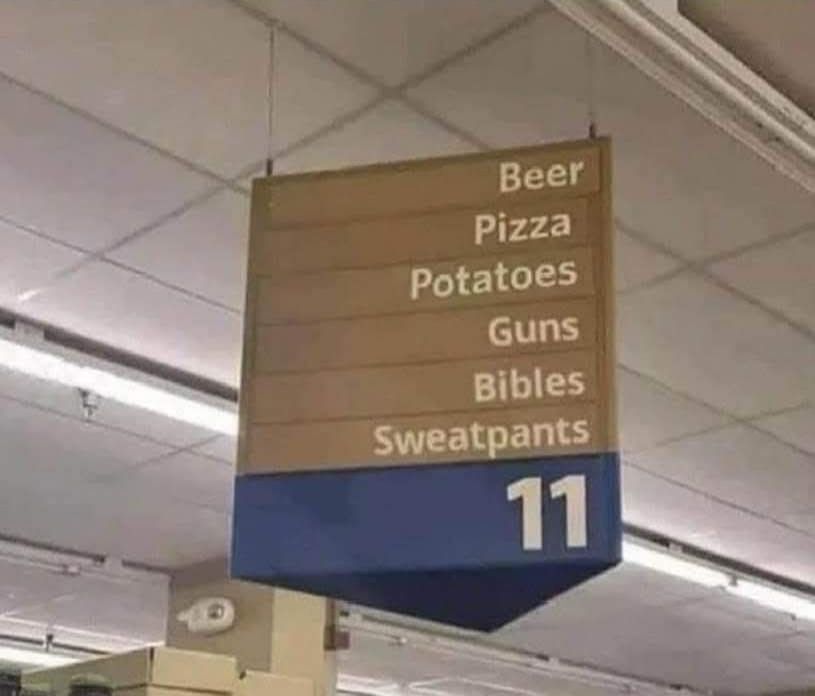 Beer
Pizza
Potatoes
Guns
Bibles
Sweatpants
11